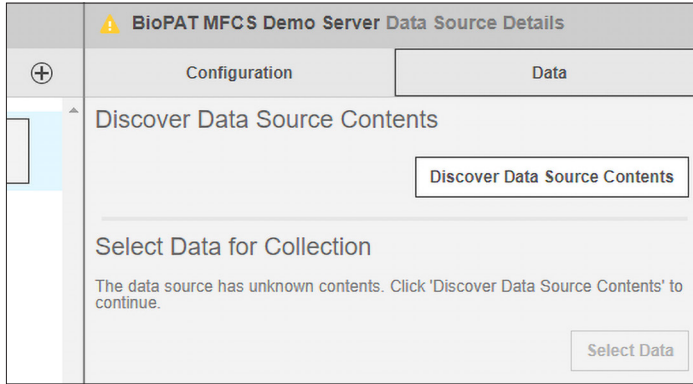 BioPAT MFCS Demo Server Data Source Details
Configuration
Data
Discover Data Source Contents
Discover Data Source Contents
Select Data for Collection
The data source has unknown contents. Click 'Discover Data Source Contents' to
continue.
Select Data